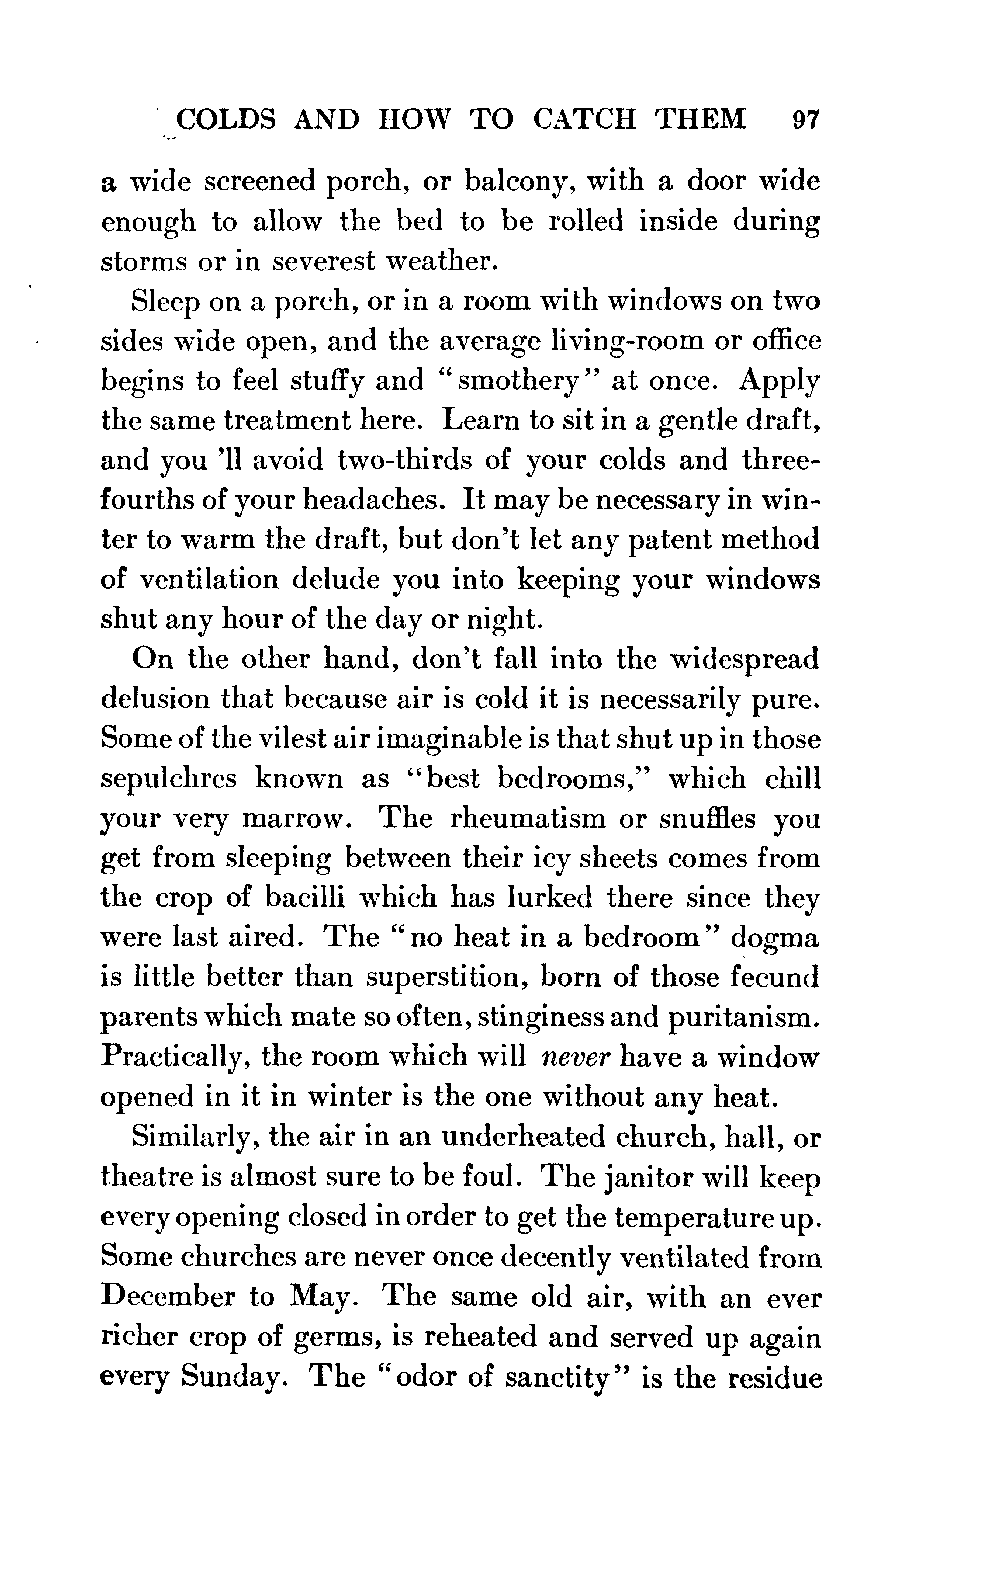 COLDS AND HOW TO CATCH THEM 97
a wide screened porch, or balcony, with a door wide
enough to allow the bed to be rolled inside during
storms or in severest weather.
Sleep on a porch, or in a room with windows on two
sides wide open, and the average living-room or office
begins to feel stuffy and "smothery" at once. Apply
the same treatment here. Learn to sit in a gentle draft,
and you 'll avoid two-thirds of your colds and three-
fourths of your headaches. It may be necessary in win-
ter to warm the draft, but don't let any patent method
of ventilation delude you into keeping your windows
shut any hour of the day or night.
On the other hand, don't fall into the widespread
delusion that because air is cold it is necessarily pure.
Some of the vilest air imaginable is that shut up in those
sepulchres known as "best bedrooms," which chill
your very marrow. The rheumatism or snuffles you
get from sleeping between their icy sheets comes from
the crop of bacilli which has lurked there since they
were last aired. The "no heat in a bedroom" dogma
is little better than superstition, born of those fecund
parents which mate so often, stinginess and puritanism.
Practically, the room which will never have a window
opened in it in winter is the one without any heat.
Similarly, the air in an underheated church, hall, or
theatre is almost sure to be foul. The janitor will keep
every opening closed in order to get the temperature up.
Some churches are never once decently ventilated from
December to May. The same old air, with an ever
richer crop of germs, is reheated and served up again
every Sunday. The "odor of sanctity" is the residue